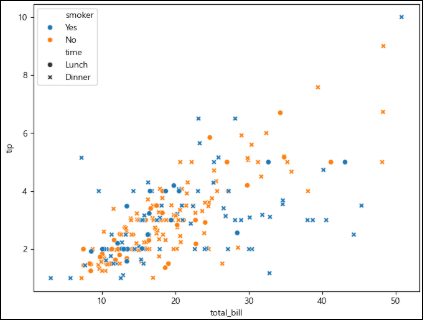 smoker
Yes
No
time
Lunch
Dinner
10
8
6
4
2
tip
10
20
30
40
50
total_bill